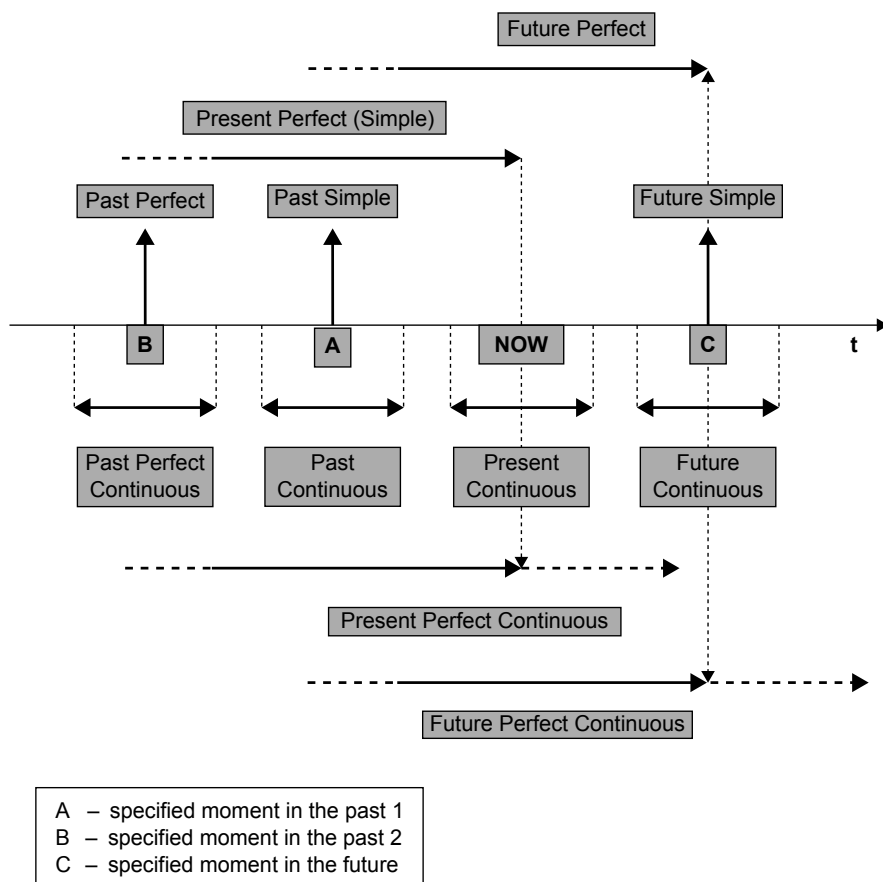 Future Perfect
Present Perfect (Simple)
Past Perfect
Past Simple
Future Simple
B
A
NOW
C
t
Past Perfect
Continuous
Past
Continuous
Present
Continuous
Future
Continuous
Present Perfect Continuous
Future Perfect Continuous
A – specified moment in the past 1
B – specified moment in the past 2
C – specified moment in the future